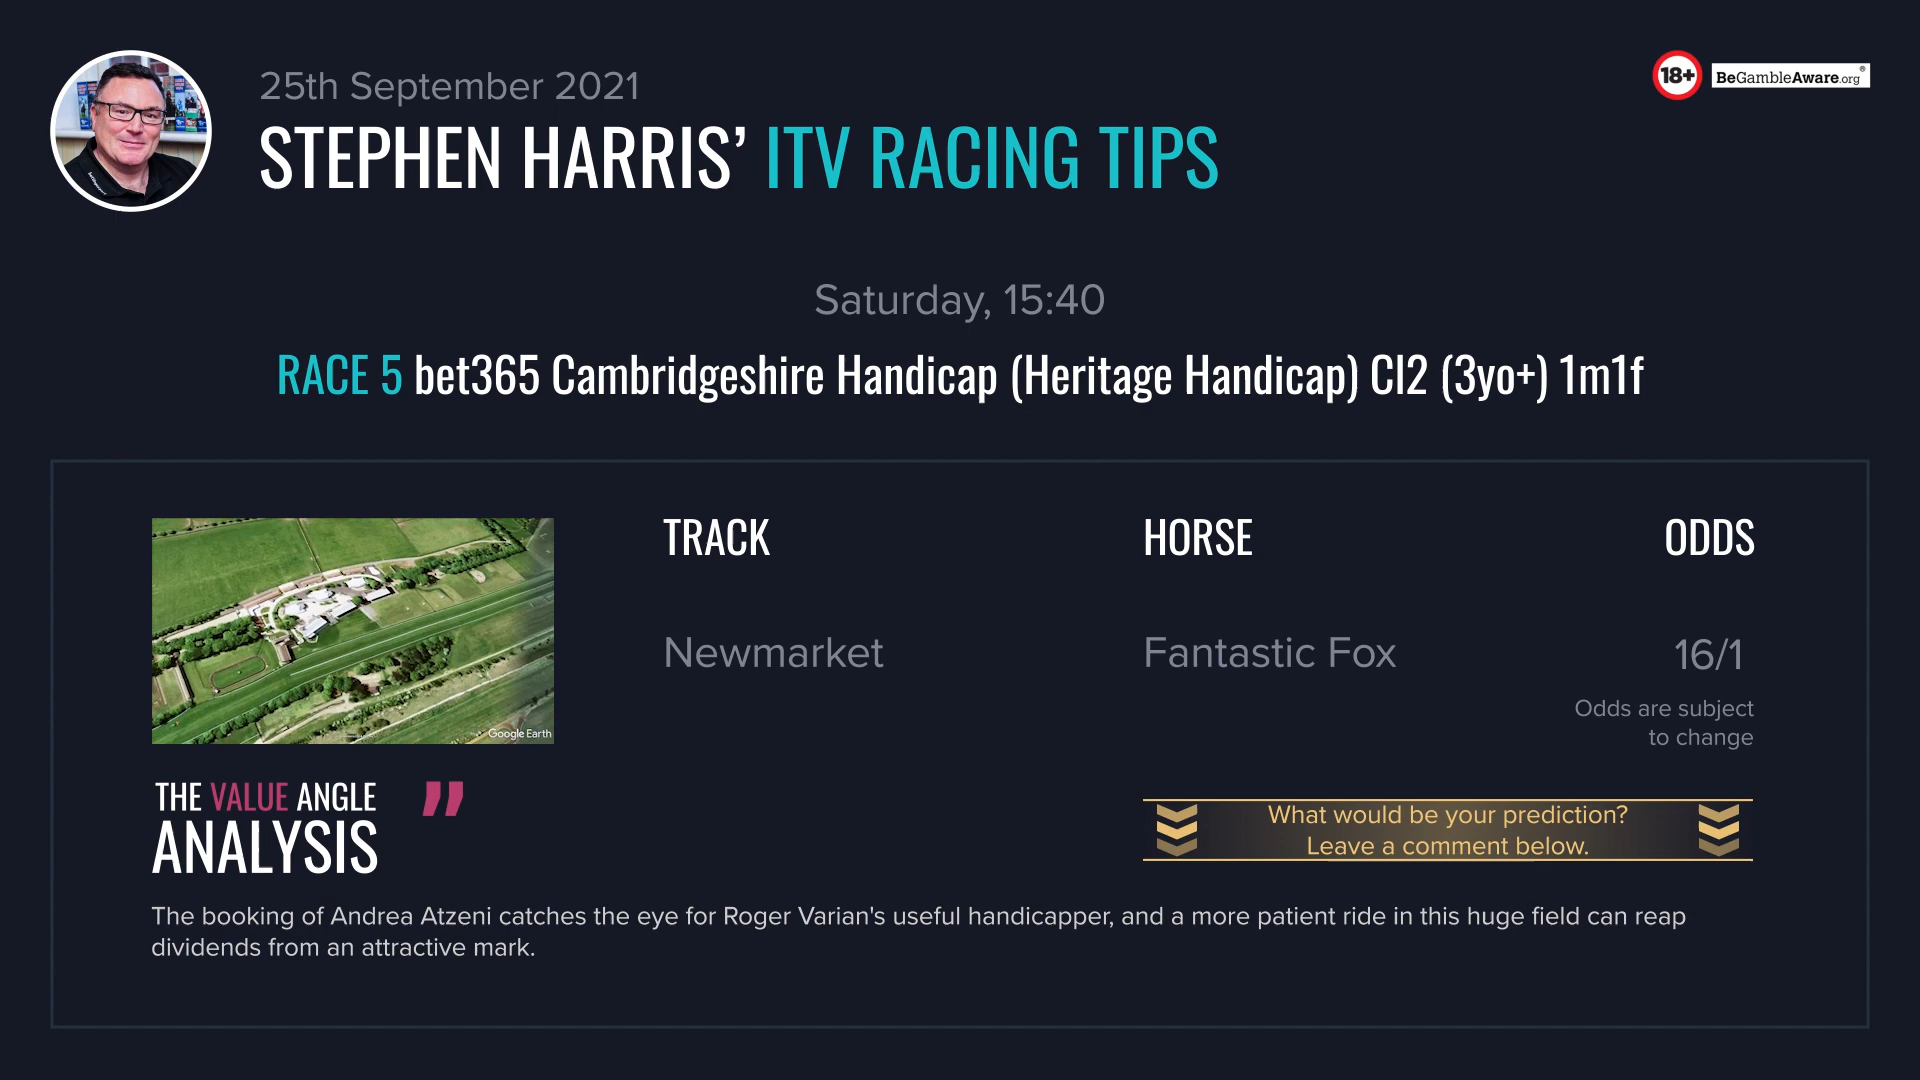 25th September 2021
STEPHEN HARRIS’ ITV RACING TIPS
18+
BeGambleAware.org®
Saturday, 15:40
RACE 5 bet365 Cambridgeshire Handicap (Heritage Handicap) Cl2 (3yo+) 1m1f
TRACK
HORSE
ODDS
Newmarket
Fantastic Fox
16/1
Odds are subject
to change
Google Earth
THE VALUE ANGLE
ANALYSIS
”
What would be your prediction?
Leave a comment below.
The booking of Andrea Atzeni catches the eye for Roger Varian's useful handicapper, and a more patient ride in this huge field can reap
dividends from an attractive mark.